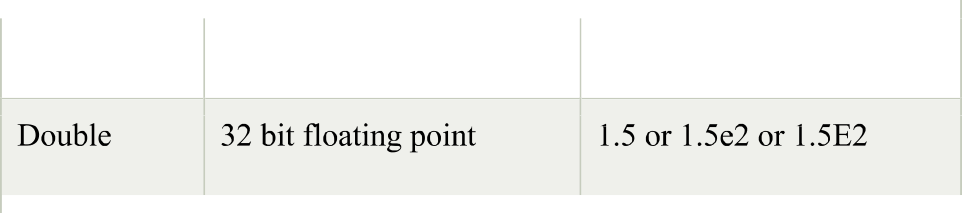 Double 32 bit floating point 1.5 or 1.5e2 or 1.5E2